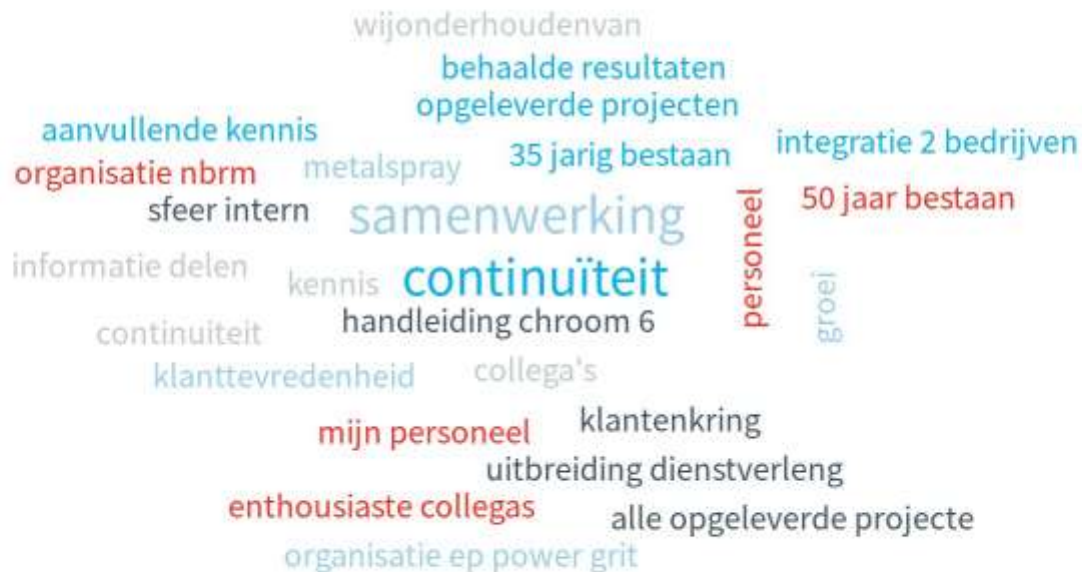 wijonderhoudenvan
behaalde resultaten
opgeleverde projecten
aanvullende kennis
35 jarig bestaan
integratie 2 bedrijven
organisatie nbrm
metalspray
50 jaar bestaan
sfeer intern
samenwerking
personeel
informatie delen
kennis
continuïteit
groei
continuiteit
handleiding chroom 6
klanttevredenheid
collega's
mijn personeel
klantenkring
uitbreiding dienstverleng
enthousiaste collegas
alle opgeleverde projecte
organisatie ep power grit